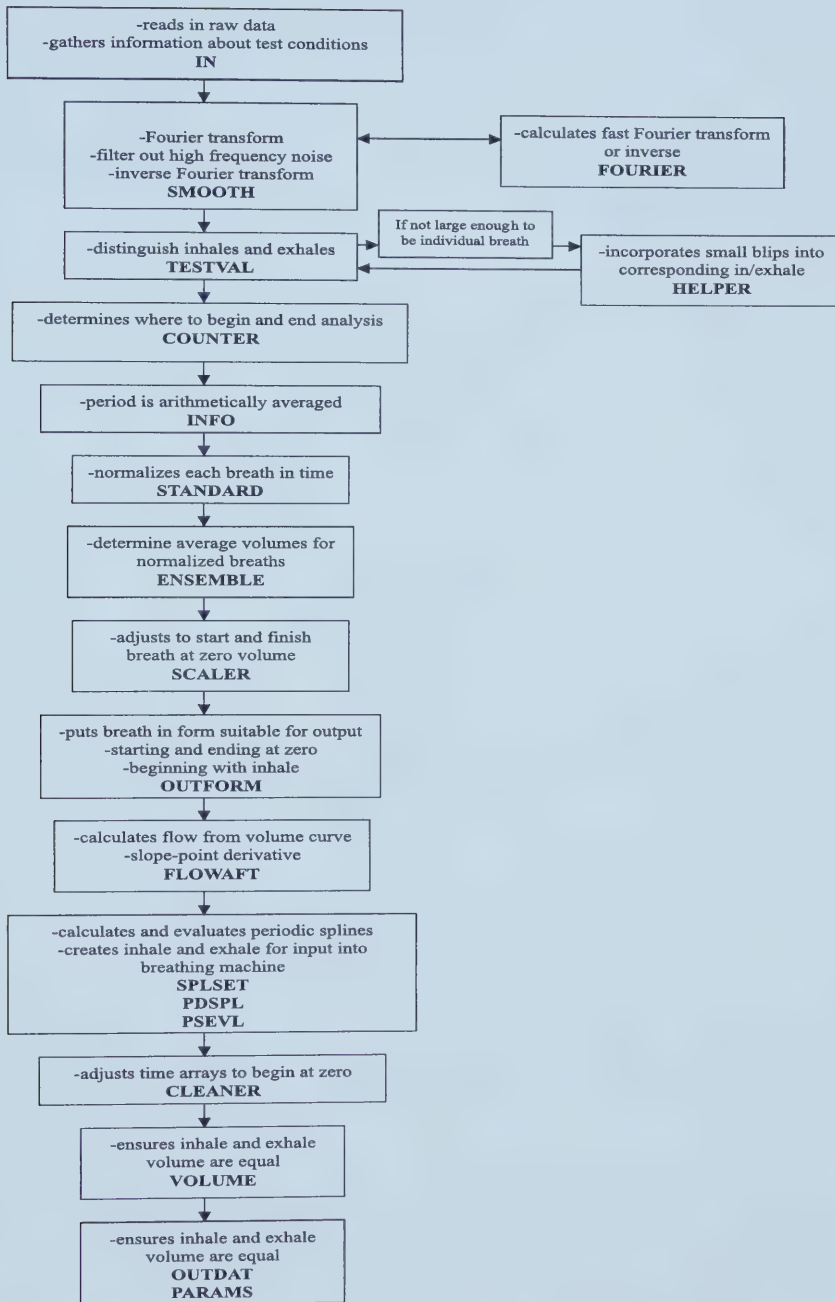 -reads in raw data
-gathers information about test conditions
IN
-Fourier transform
-filter out high frequency noise
-inverse Fourier transform
SMOOTH
-calculates fast Fourier transform
or inverse
FOURIER
-distinguish inhales and exhales
TESTVAL
If not large enough to
be individual breath
-incorporates small blips into
corresponding in/exhale
HELPER
-determines where to begin and end analysis
COUNTER
-period is arithmetically averaged
INFO
-normalizes each breath in time
STANDARD
-determine average volumes for
normalized breaths
ENSEMBLE
-adjusts to start and finish
breath at zero volume
SCALER
-puts breath in form suitable for output
-starting and ending at zero
-beginning with inhale
OUTFORM
-calculates flow from volume curve
-slope-point derivative
FLOWAFT
-calculates and evaluates periodic splines
-creates inhale and exhale for input into
breathing machine
SPLSET
PDSPL
PSEVL
-adjusts time arrays to begin at zero
CLEANER
-ensures inhale and exhale
volume are equal
VOLUME
-ensures inhale and exhale
volume are equal
OUTDAT
PARAMS